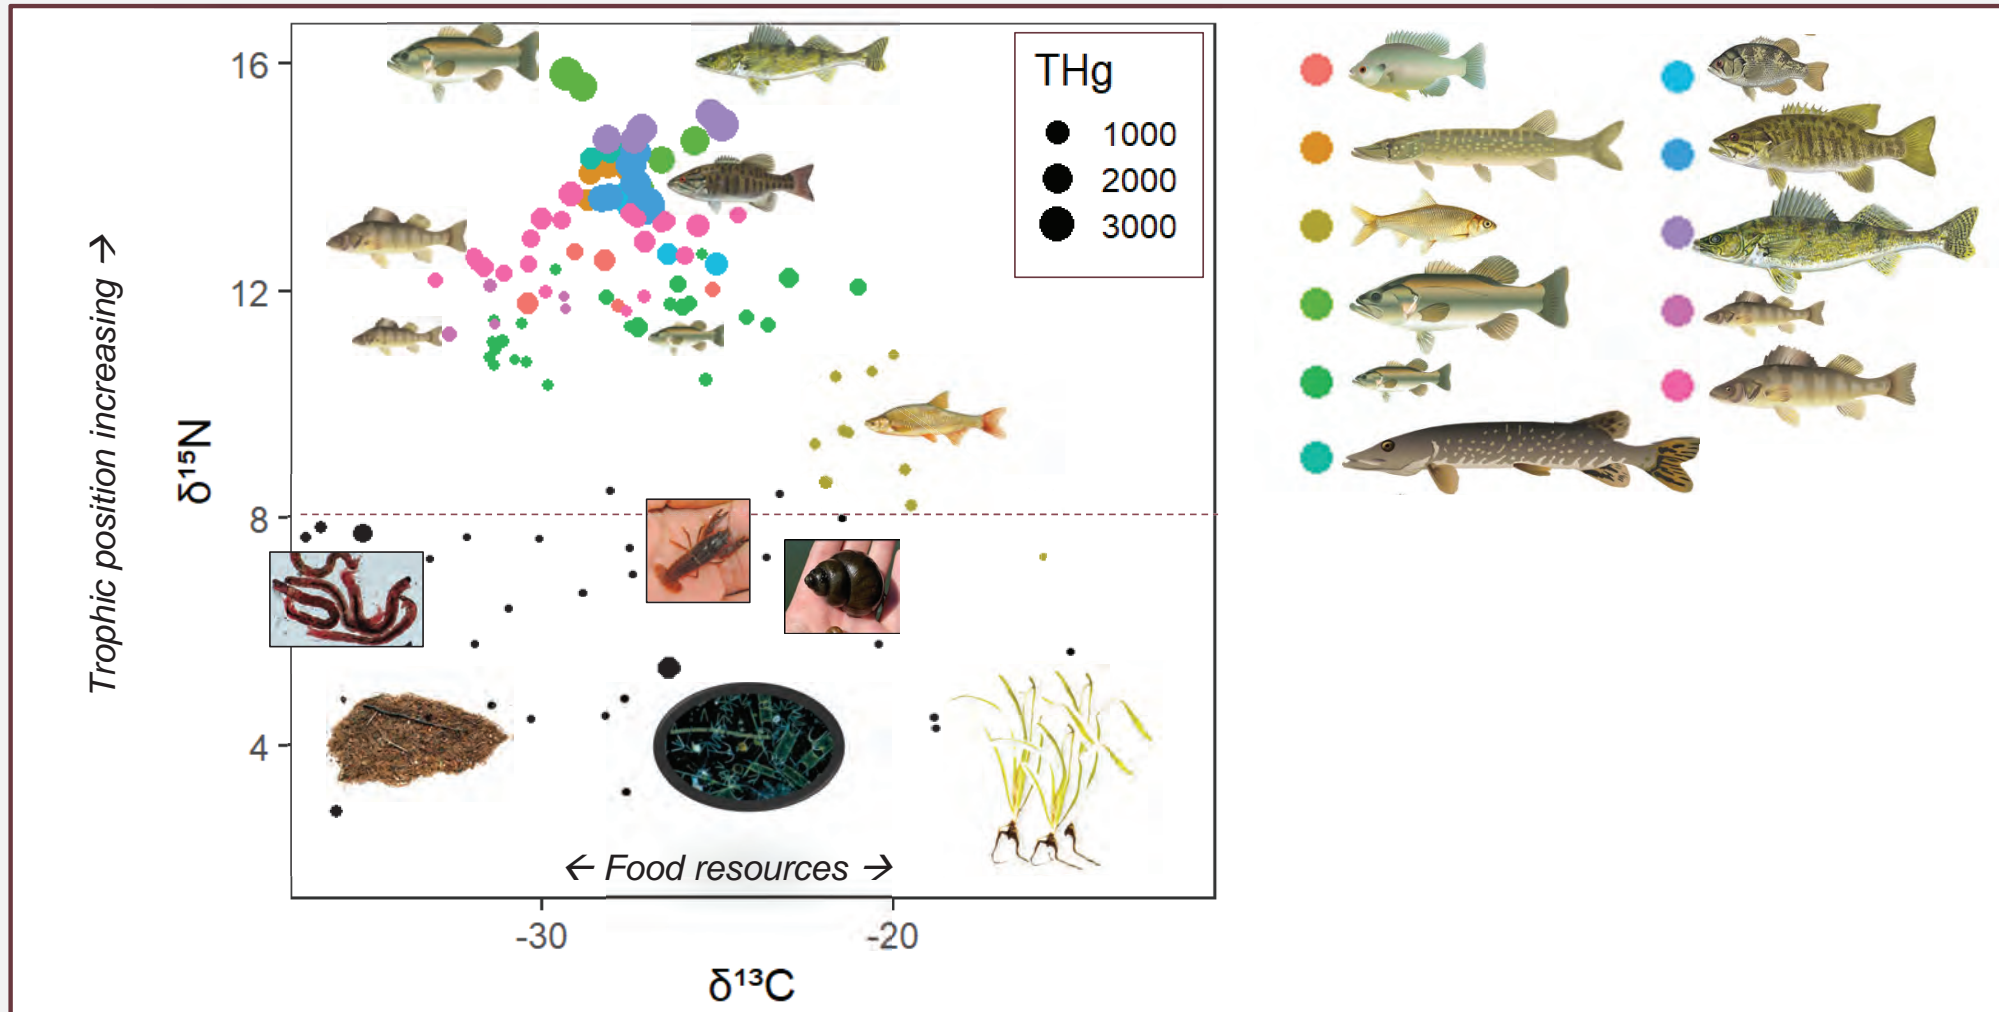 16
12
8
4
Trophic position increasing →
δ¹⁵N
THg
1000
2000
3000
← Food resources →
-30
-20
δ¹³C